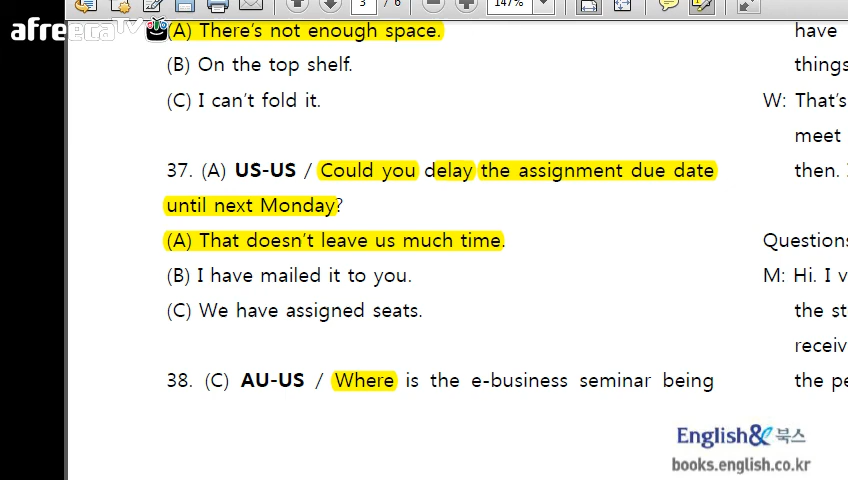 3 / 6
147%
afreecaTV
(A) There's not enough space.
(B) On the top shelf.
(C) I can't fold it.
37. (A) US-US / Could you delay the assignment due date
until next Monday?
(A) That doesn't leave us much time.
(B) I have mailed it to you.
(C) We have assigned seats.
38. (C) AU-US / Where is the e-business seminar being
have
things
W: That's
meet
then.
Questions
M: Hi. I
the
the
English& 북스
books.english.co.kr